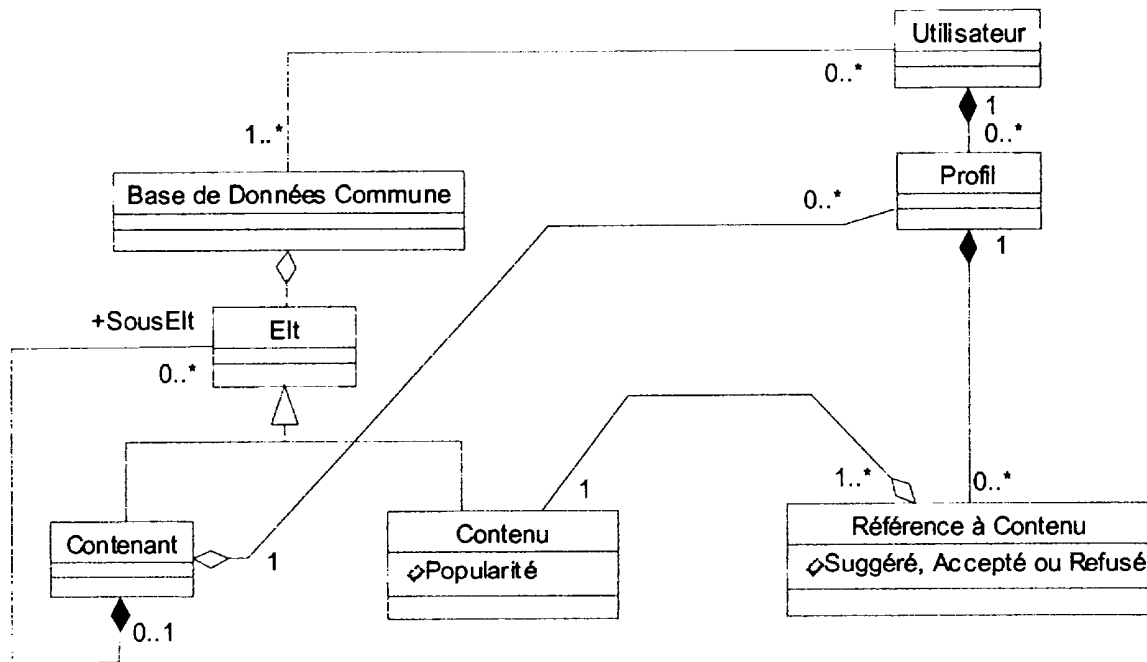 Utilisateur
0..*
1
1..*
0..*
Base de Données Commune
Profil
0..*
1
+SousElt
Elt
0..*
1..*
0..*
1
Contenant
Contenu
Référence à Contenu
1
Popularité
Suggéré, Accepté ou Refusé
0..1